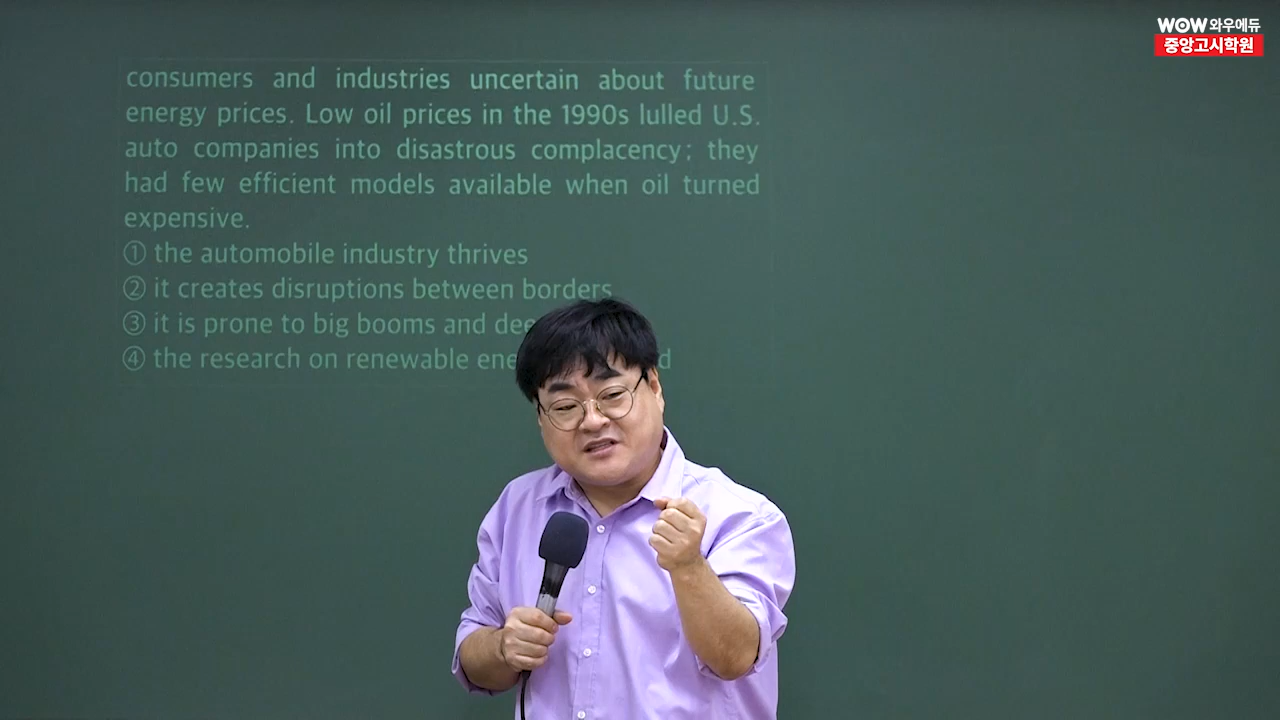 WOW 와우에듀
중앙고시학원
consumers and industries uncertain about future
energy prices. Low oil prices in the 1990s lulled U.S.
auto companies into disastrous complacency; they
had few efficient models available when oil turned
expensive.
① the automobile industry thrives
② it creates disruptions between borders
③ it is prone to big booms and
④ the research on renewable